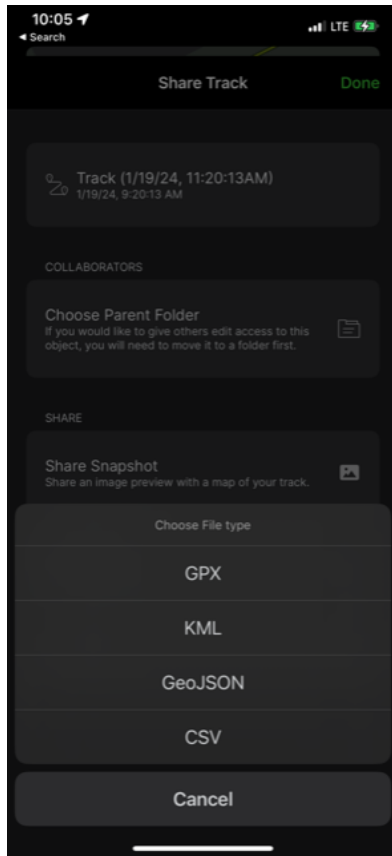 10:05
LTE
◄ Search
Share Track
Done
Track (1/19/24, 11:20:13AM)
1/19/24, 9:20:13 AM
COLLABORATORS
Choose Parent Folder
If you would like to give others edit access to this
object, you will need to move it to a folder first.
SHARE
Share Snapshot
Share an image preview with a map of your track.
Choose File type
GPX
KML
GeoJSON
CSV
Cancel